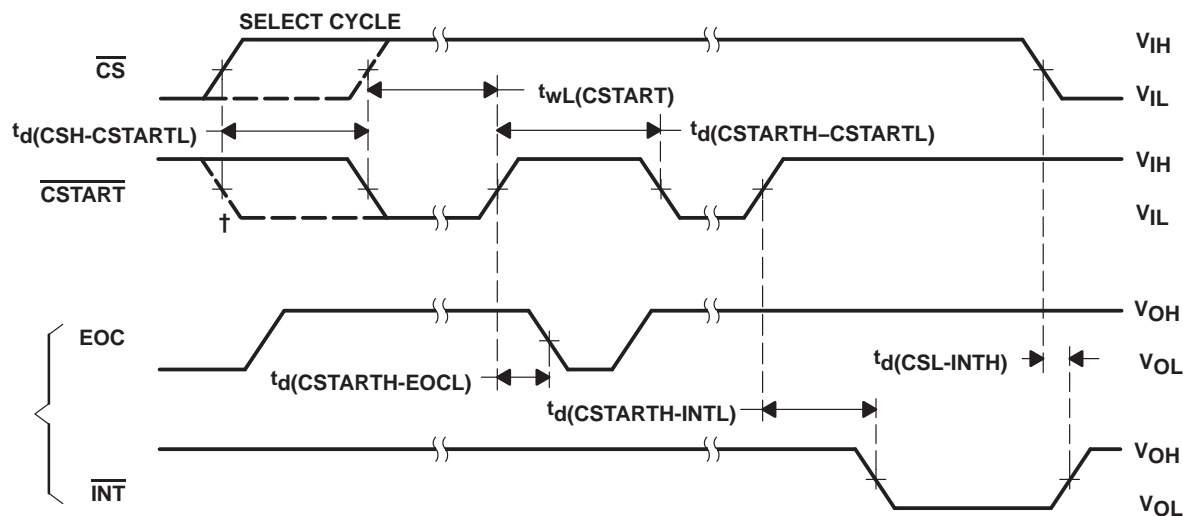 SELECT CYCLE
VIH
CS
VIL
twL(CSTART)
td(CSH-CSTARTL)
td(CSTARTH–CSTARTL)
VIH
CSTART
VIL
†
VOH
EOC
VOL
td(CSL-INTH)
td(CSTARTH-EOCL)
td(CSTARTH-INTL)
VOH
INT
VOL